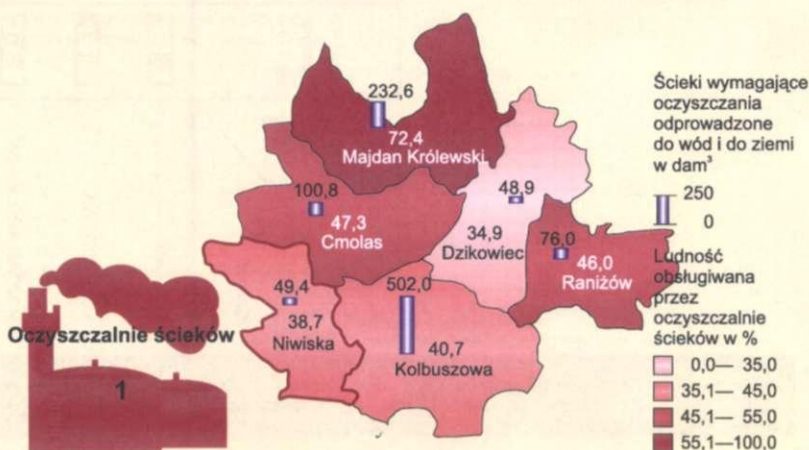 232,6
72,4
Majdan Królewski
100,8
47,3
Cmolas
48,9
34,9
Dzikowiec
76,0
46,0
Raniżów
49,4
38,7
Niwiska
502,0
40,7
Kolbuszowa
Oczyszczalnie ścieków
1
Ścieki wymagające
oczyszczania
odprowadzone
do wód i do ziemi
w dam³
250
0
Ludność
obsługiwana
przez
oczyszczalnie
ścieków w %
0,0— 35,0
35,1— 45,0
45,1— 55,0
55,1—100,0